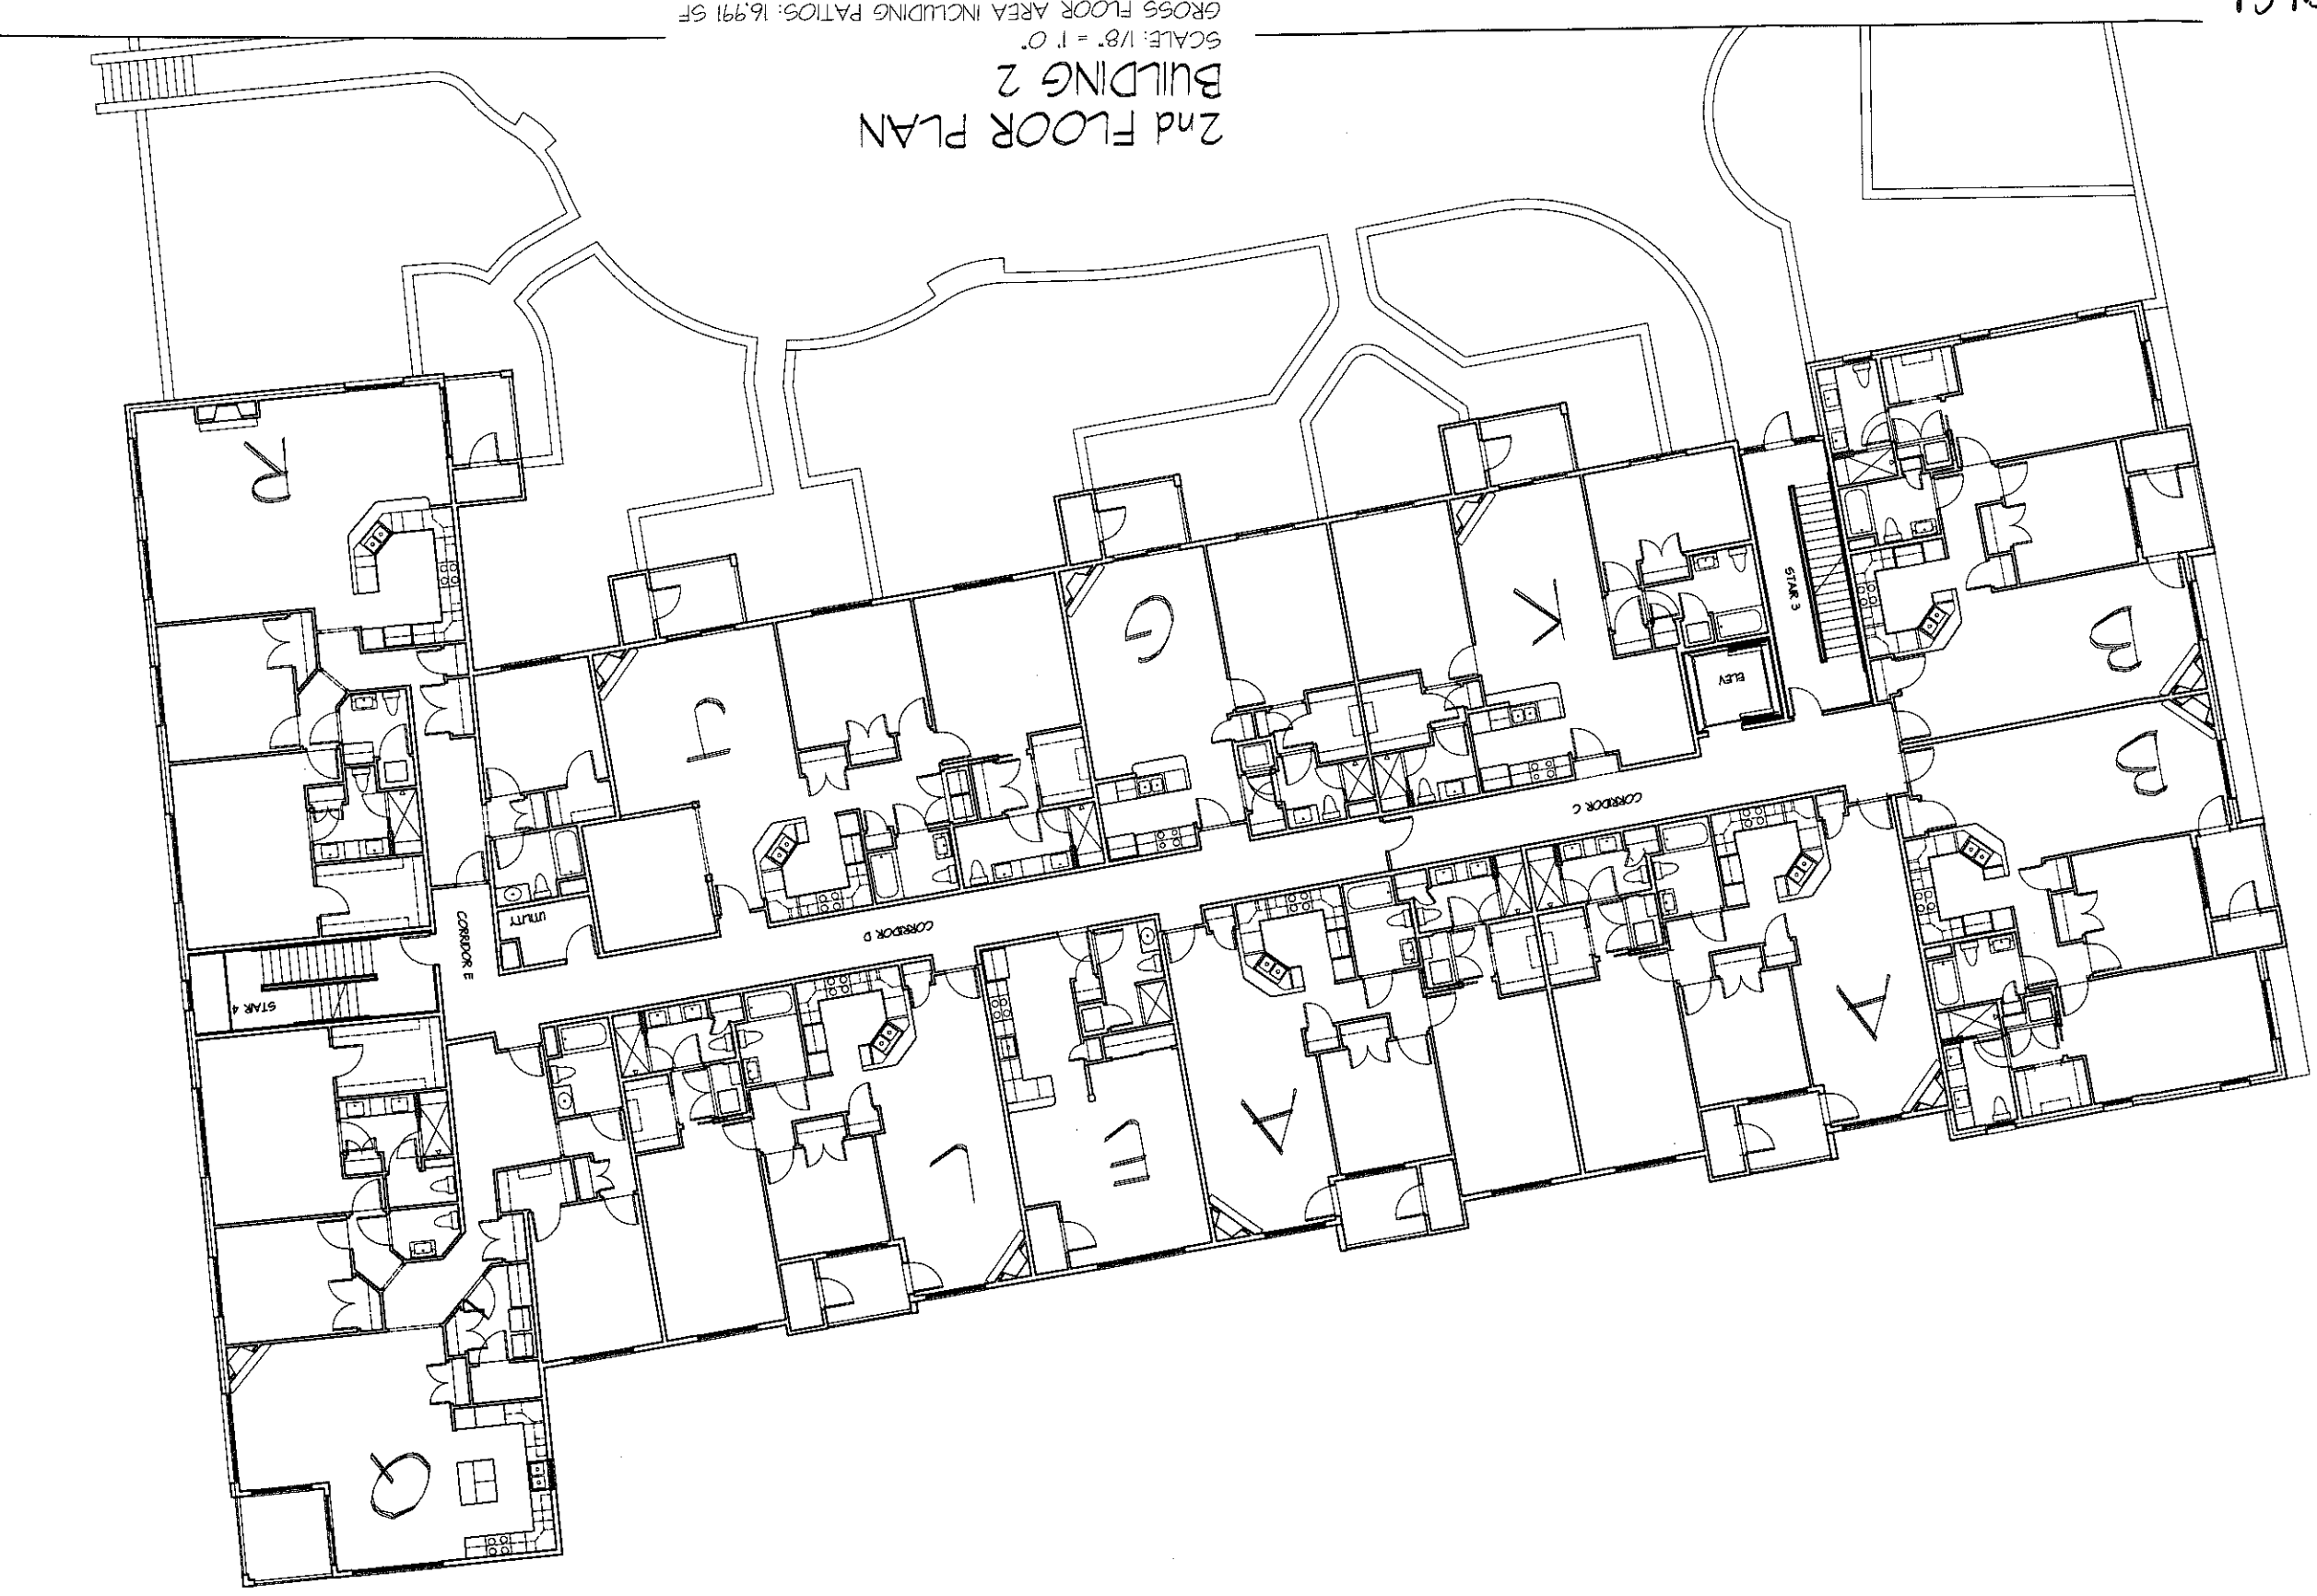 Q
L
E
A
A
STAIR 4
CORRIDOR E
CORRIDOR D
UTILITY
CORRIDOR C
B
B
ELEV
STAIR 3
J
G
K
R
2nd FLOOR PLAN
BUILDING 2
SCALE: 1/8" = 1' 0"
GROSS FLOOR AREA INCLUDING PATIOS: 16,991 SF